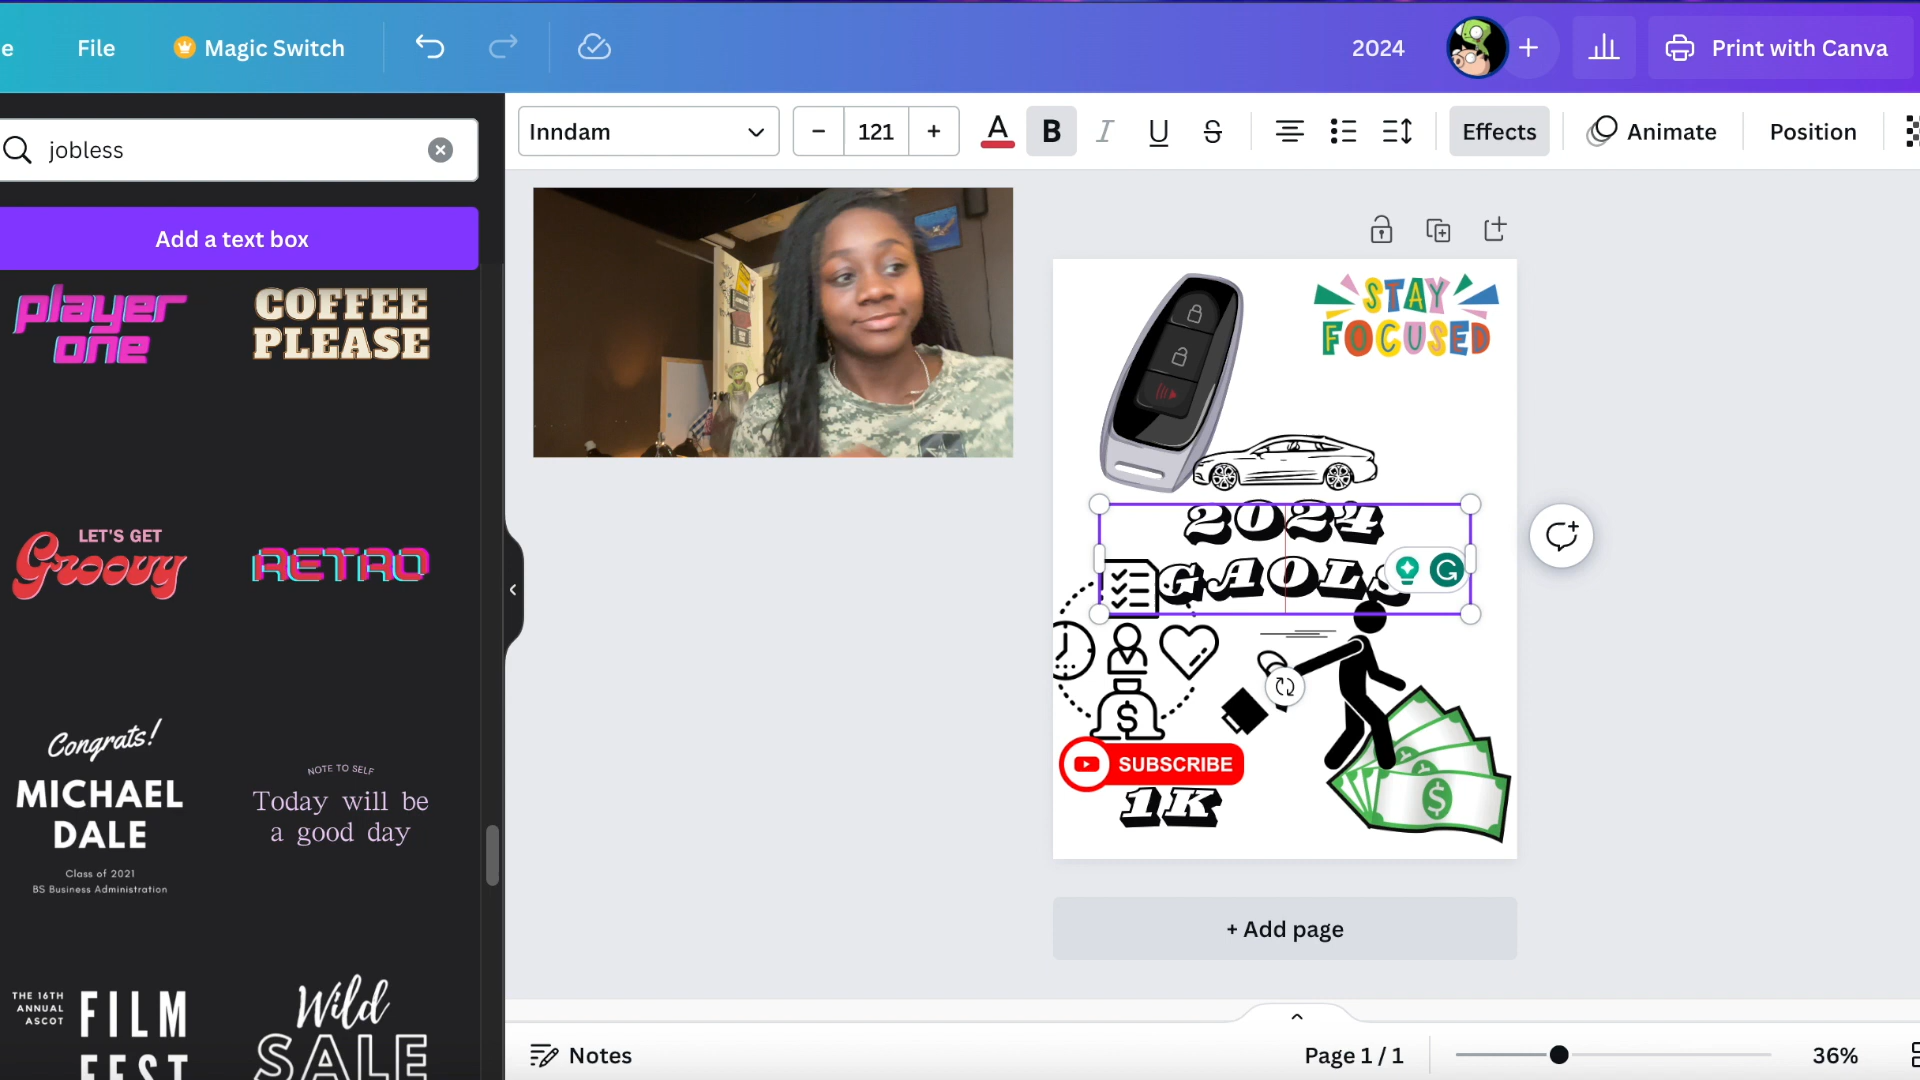 e File Magic Switch 2024 Print with Canva
jobless
Inndam − 121 + A B I U S Effects Animate Position
Add a text box
player
one
COFFEE
PLEASE
LET'S GET
Groovy
RETRO
Congrats!
MICHAEL
DALE
Class of 2021
BS Business Administration
NOTE TO SELF
Today will be
a good day
THE 16TH
ANNUAL
ASCOT
FILM
FEST
Wild
SALE
STAY
FOCUSED
2024
GAOLS
$
SUBSCRIBE
1K
$
+ Add page
Notes
Page 1 / 1
36%